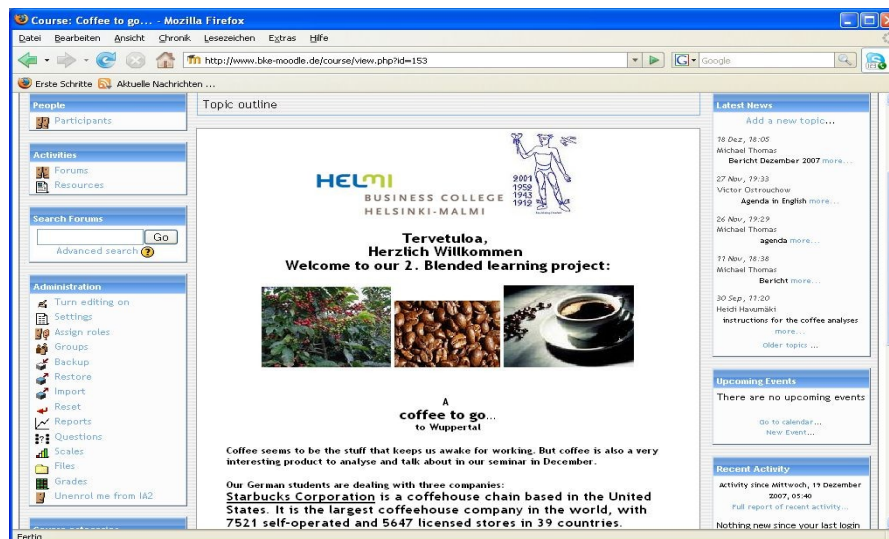 Course: Coffee to go... - Mozilla Firefox
Datei Bearbeiten Ansicht Chronik Lesezeichen Extras Hilfe
http://www.bke-moodle.de/course/view.php?id=153
Google
Erste Schritte Aktuelle Nachrichten ...
People
Participants
Activities
Forums
Resources
Search Forums
Go
Advanced search
Administration
Turn editing on
Settings
Assign roles
Groups
Backup
Restore
Import
Reset
Reports
Questions
Scales
Files
Grades
Unenrol me from IA2
Topic outline
HELMI
BUSINESS COLLEGE
HELSINKI-MALMI
2001
1959
1943
1919
Tervetuloa,
Herzlich Willkommen
Welcome to our 2. Blended learning project:
A
coffee to go...
to Wuppertal
Coffee seems to be the stuff that keeps us awake for working. But coffee is also a very
interesting product to analyse and talk about in our seminar in December.
Our German students are dealing with three companies:
Starbucks Corporation is a coffehouse chain based in the United
States. It is the largest coffeehouse company in the world, with
7521 self-operated and 5647 licensed stores in 39 countries.
Latest News
Add a new topic...
18 Dez, 18:05
Michael Thomas
Bericht Dezember 2007 more...
27 Nov, 19:33
Victor Ostrouchow
Agenda in English more...
26 Nov, 19:29
Michael Thomas
agenda more...
11 Nov, 18:38
Michael Thomas
Bericht more...
30 Sep, 11:20
Heidi Havumäki
instructions for the coffee analyses
more...
Older topics ...
Upcoming Events
There are no upcoming events
Go to calendar...
New Event...
Recent Activity
Activity since Mittwoch, 19 Dezember
2007, 05:40
Full report of recent activity...
Nothing new since your last login
Fertig